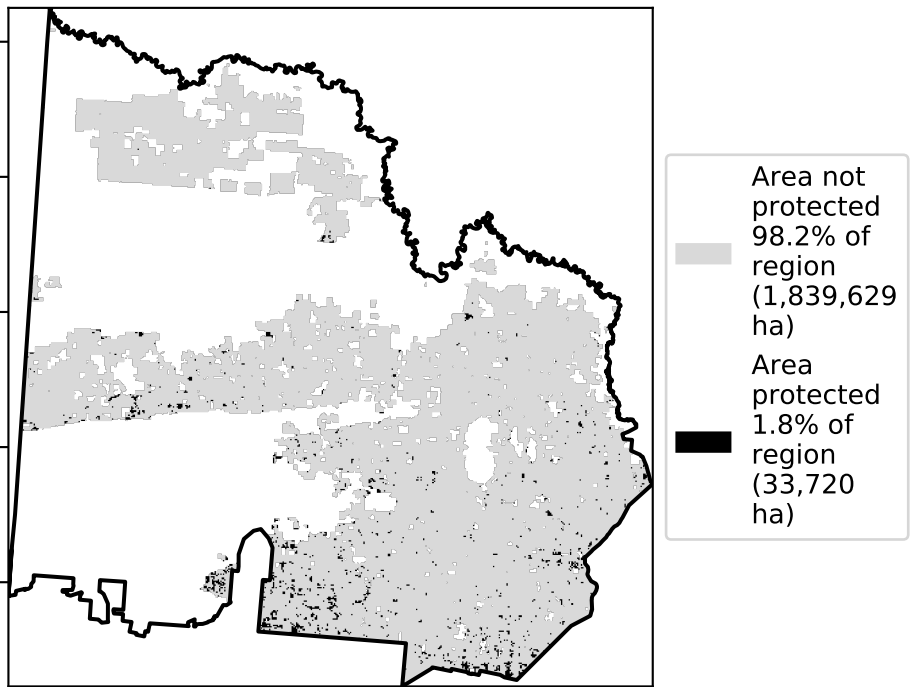 Area not
protected
98.2% of
region
(1,839,629
ha)
Area
protected
1.8% of
region
(33,720
ha)